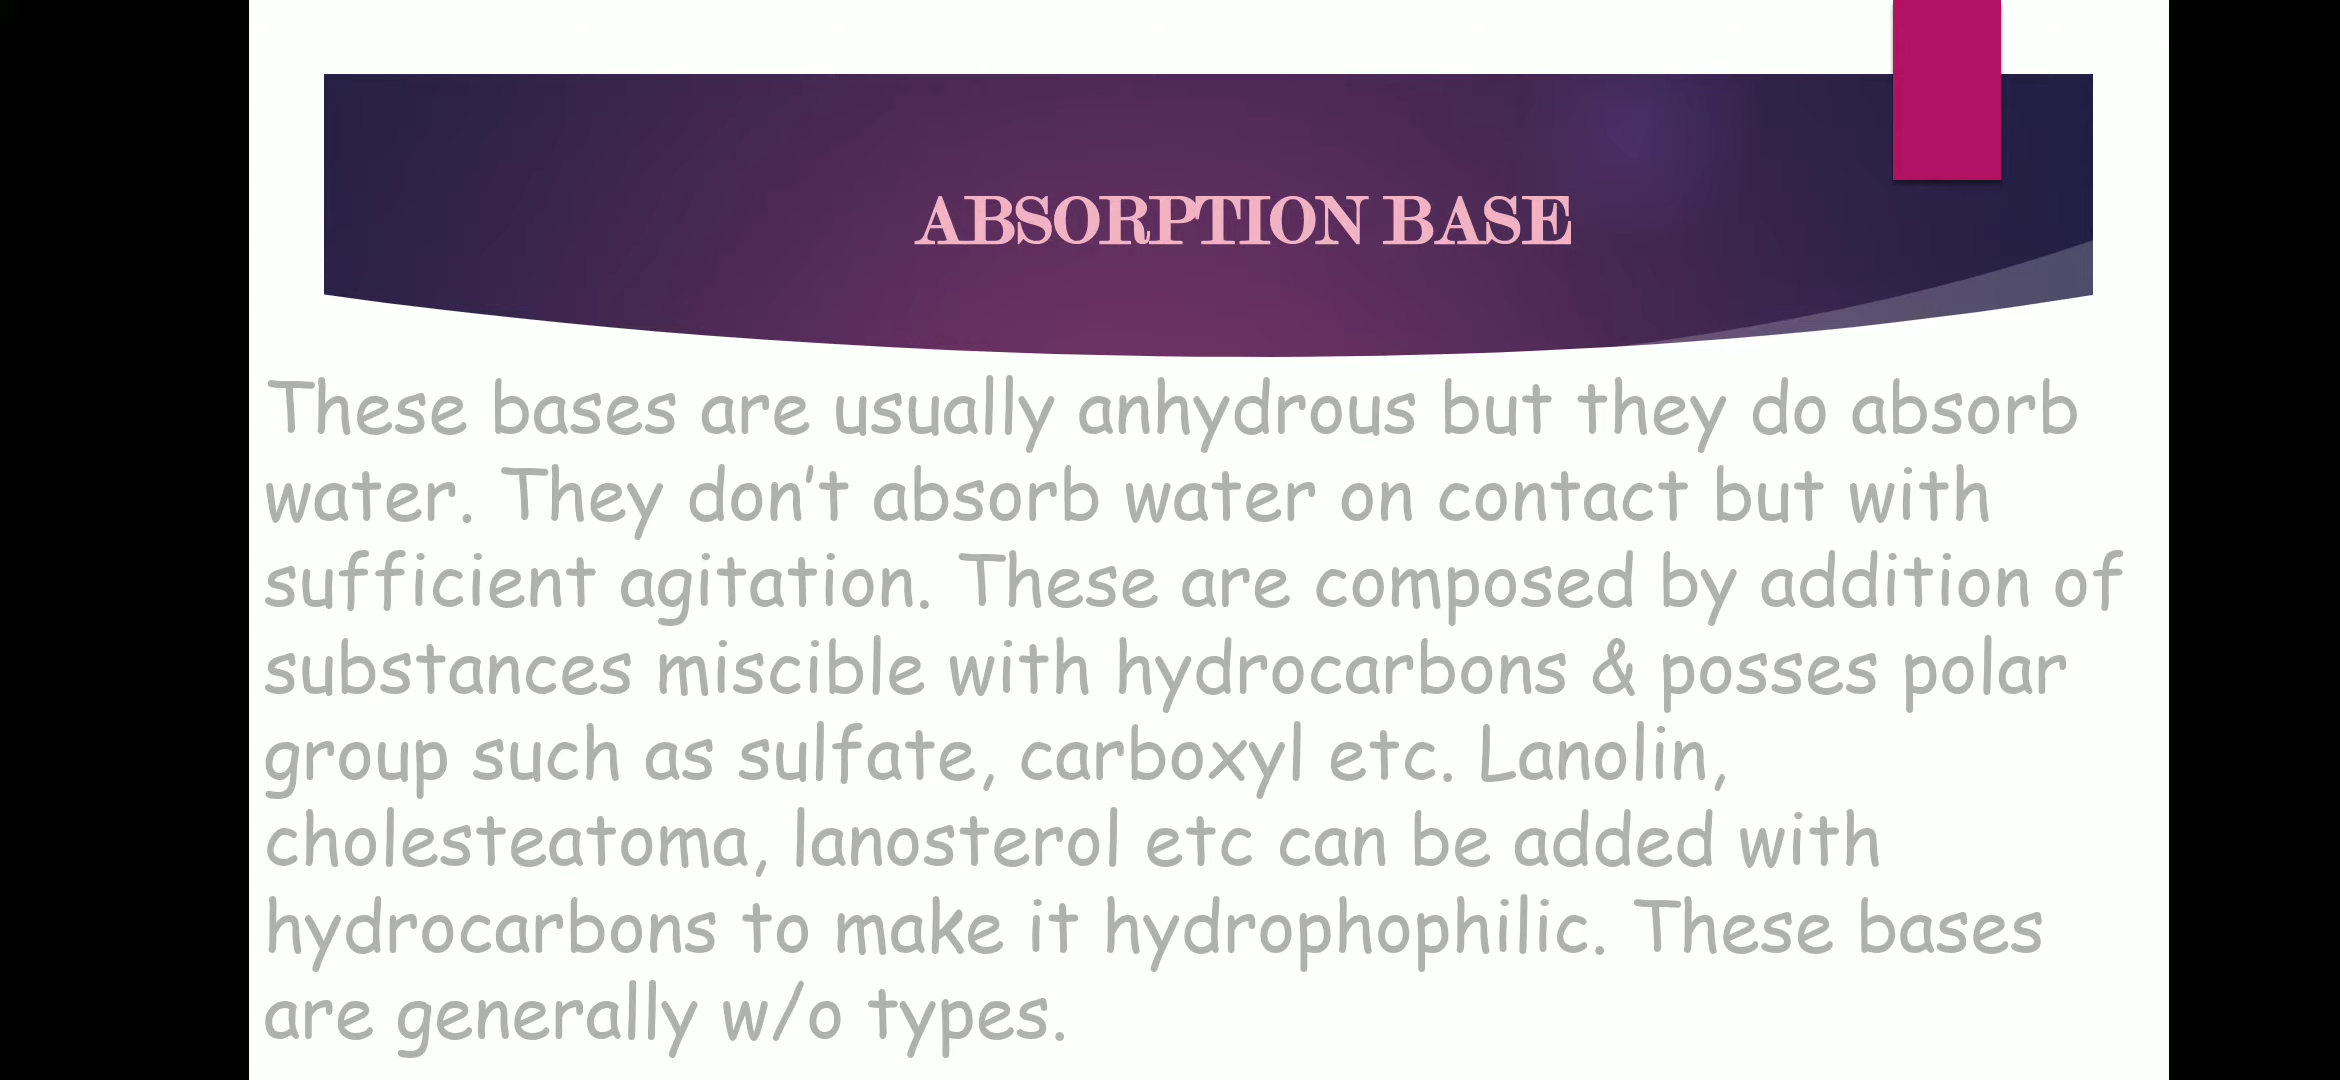 ABSORPTION BASE
These bases are usually anhydrous but they do absorb
water. They don't absorb water on contact but with
sufficient agitation. These are composed by addition of
substances miscible with hydrocarbons & posses polar
group such as sulfate, carboxyl etc. Lanolin,
cholesteatoma, lanosterol etc can be added with
hydrocarbons to make it hydrophophilic. These bases
are generally w/o types.